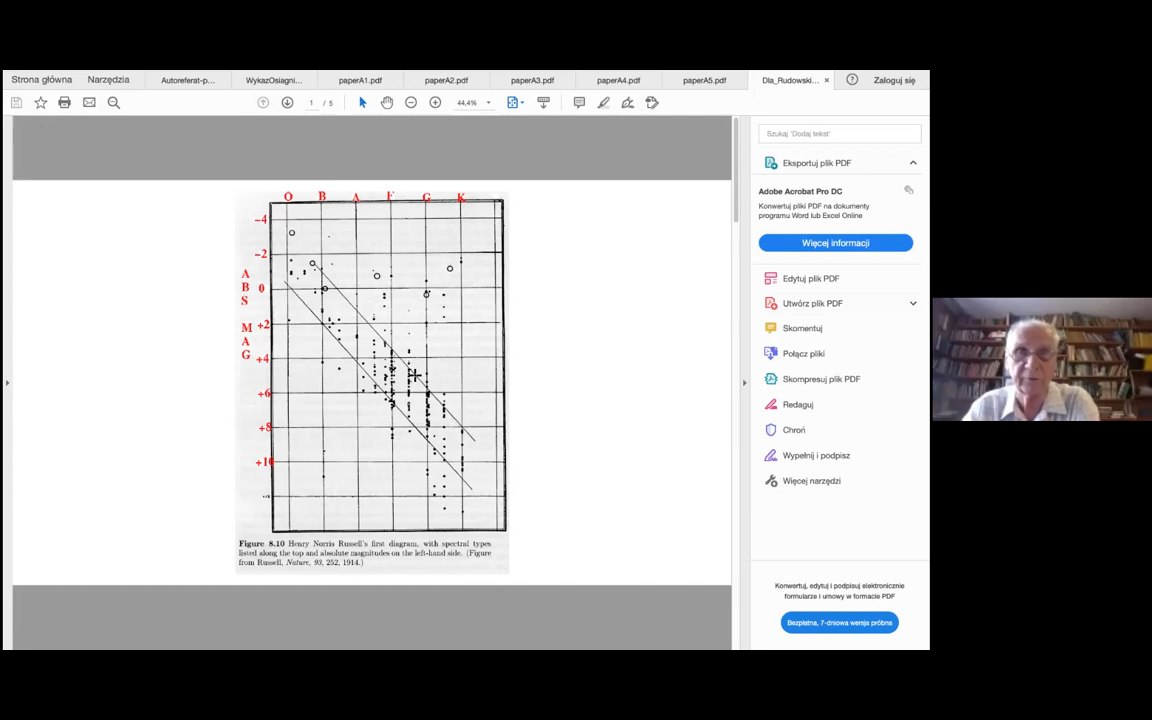 Strona główna Narzędzia Autoreferat-p... WykazOsiagni... paperA1.pdf paperA2.pdf paperA3.pdf paperA4.pdf paperA5.pdf Dla_Rudowski... × Zaloguj się
1 / 5 44,4%
Szukaj 'Dodaj tekst'
Eksportuj plik PDF
Adobe Acrobat Pro DC
Konwertuj pliki PDF na dokumenty
programu Word lub Excel Online
Więcej informacji
Edytuj plik PDF
Utwórz plik PDF
Skomentuj
Połącz pliki
Skompresuj plik PDF
Redaguj
Chroń
Wypełnij i podpisz
Więcej narzędzi
Konwertuj, edytuj i podpisuj elektronicznie
formularze i umowy w formacie PDF
Bezpłatna, 7-dniowa wersja próbna
O B A F G K
-4
-2
0
+2
+4
+6
+8
+10
A
B
S
M
A
G
Figure 8.10 Henry Norris Russell's first diagram, with spectral types
listed along the top and absolute magnitudes on the left-hand side. (Figure
from Russell, Nature, 93, 252, 1914.)